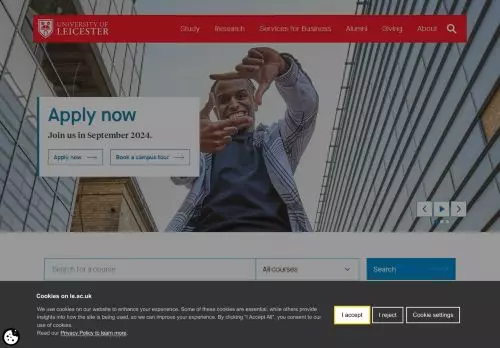 UNIVERSITY OF
LEICESTER
Study Research Services for Business Alumni Giving About
Apply now
Join us in September 2024.
Apply now
Book a campus tour
Search for a course
All courses
Search
Cookies on le.ac.uk
We use cookies on our website to enhance your experience. Some of these cookies are essential, while others provide
insights into how the site is being used, so we can improve your experience. By clicking "I Accept All", you consent to our
use of cookies.
Read our Privacy Policy to learn more.
I accept
I reject
Cookie settings